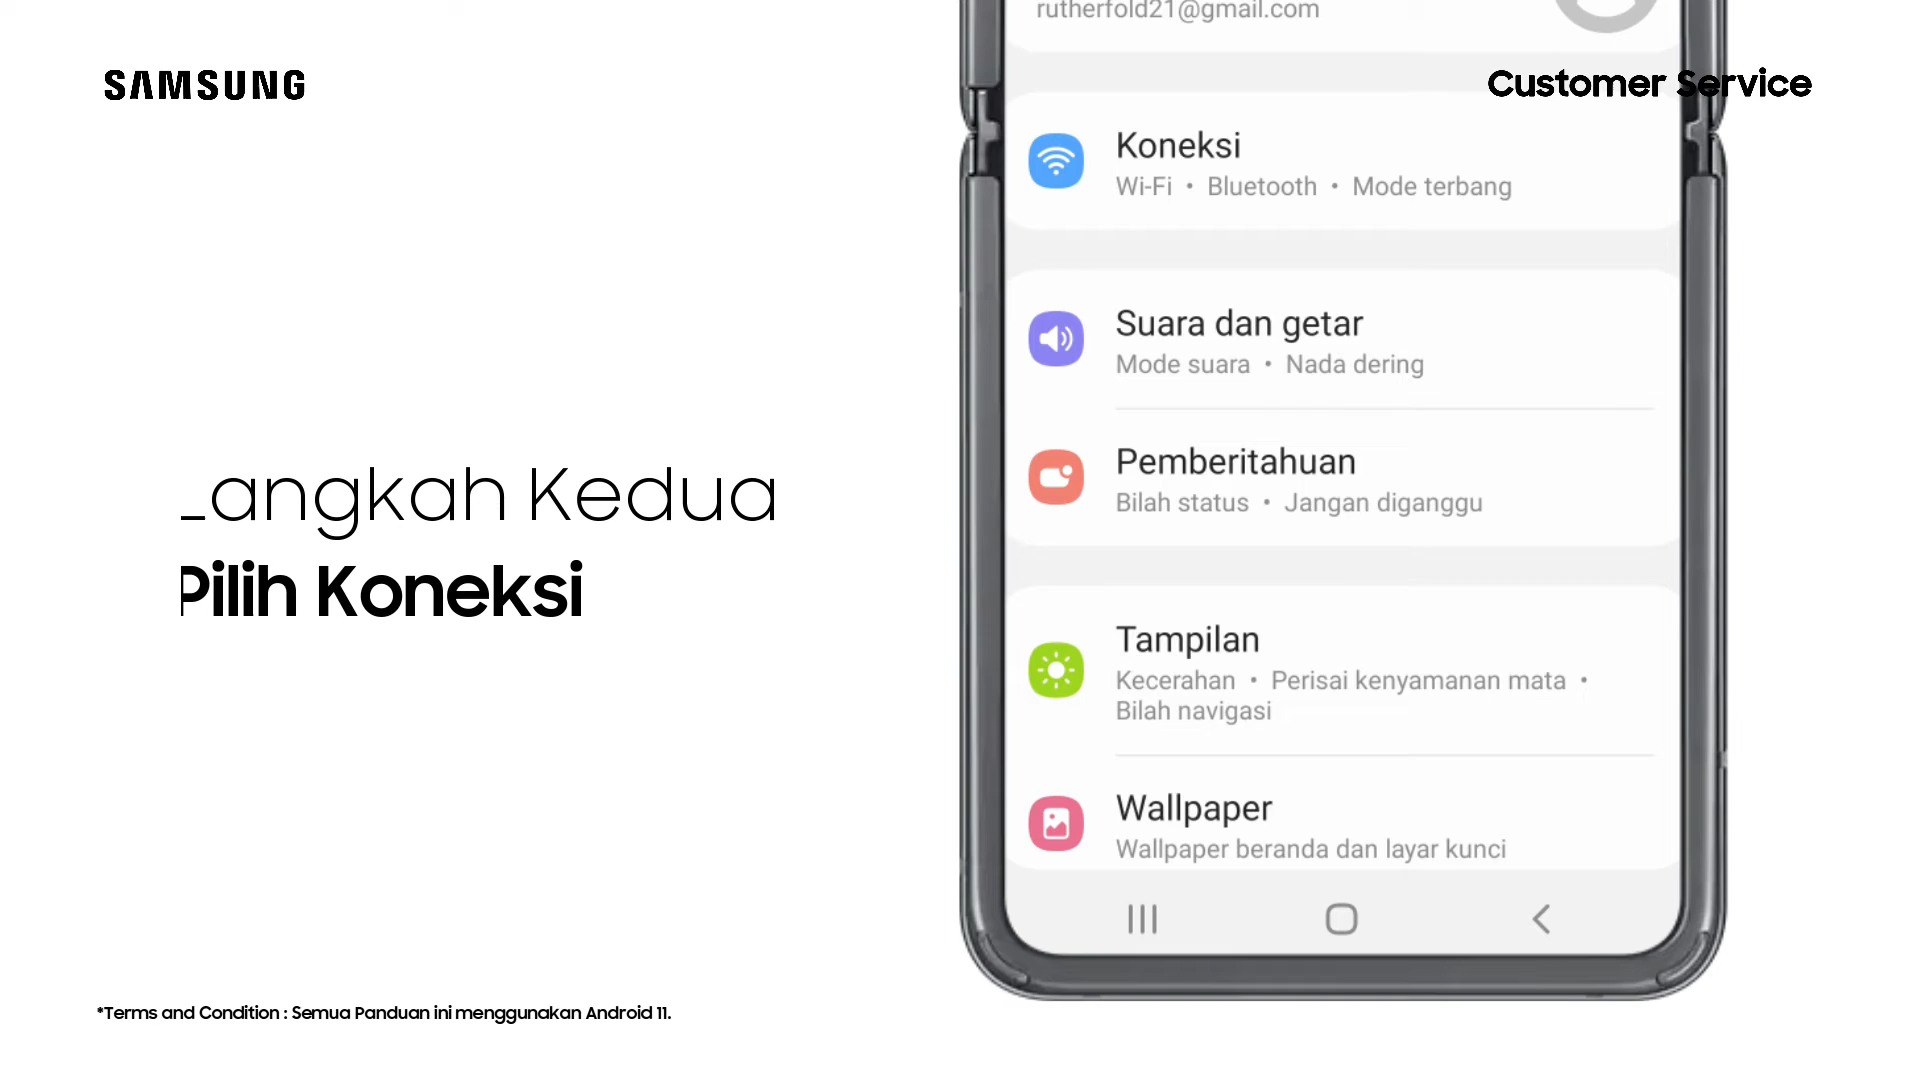 rutherfold21@gmail.com
SAMSUNG
Customer Service
Koneksi
Wi-Fi • Bluetooth • Mode terbang
Suara dan getar
Mode suara • Nada dering
Pemberitahuan
Bilah status • Jangan diganggu
Langkah Kedua
Pilih Koneksi
Tampilan
Kecerahan • Perisai kenyamanan mata •
Bilah navigasi
Wallpaper
Wallpaper beranda dan layar kunci
*Terms and Condition : Semua Panduan ini menggunakan Android 11.